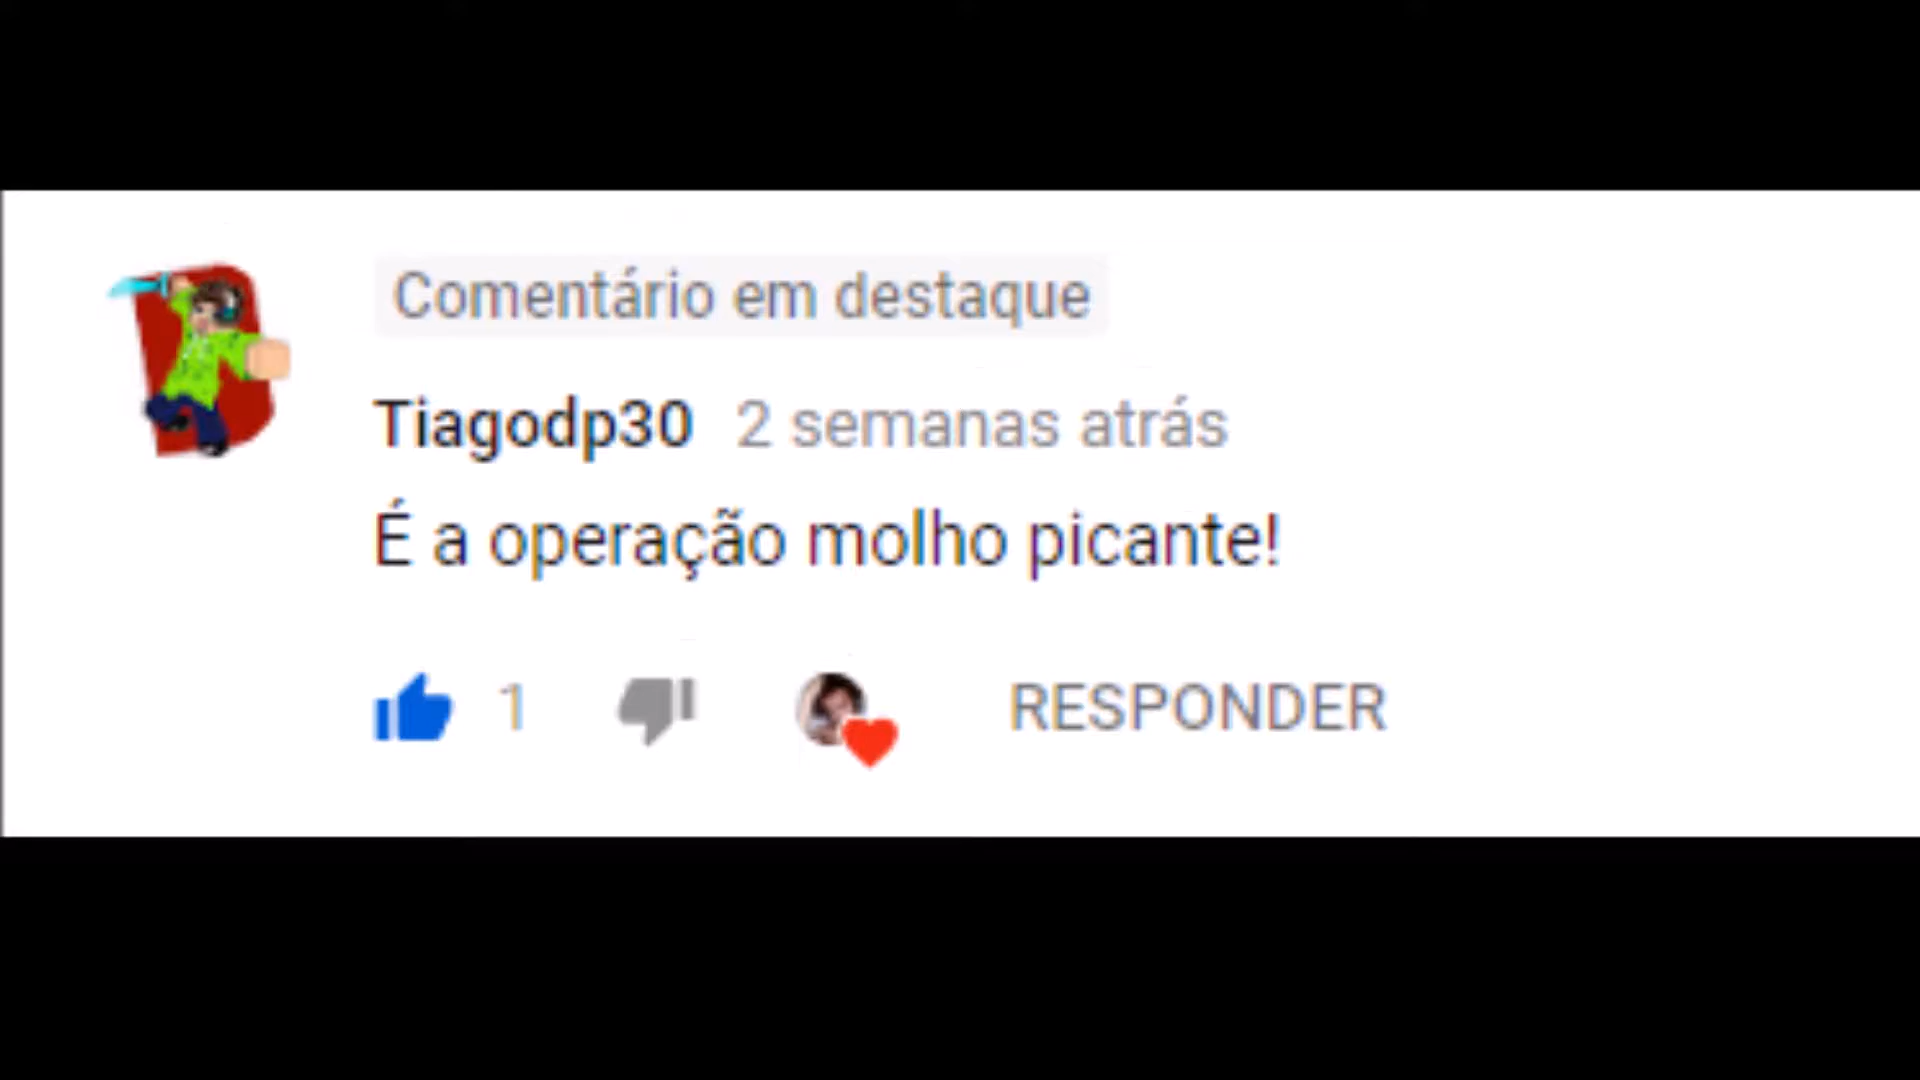 Comentário em destaque
Tiagodp30 2 semanas atrás
É a operação molho picante!
1 RESPONDER